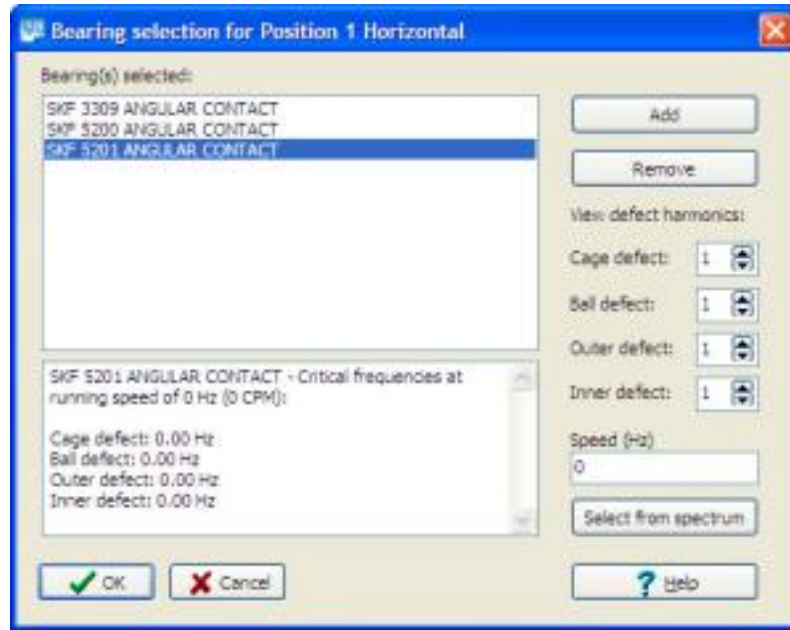 Bearing selection for Position 1 Horizontal
Bearing(s) selected:
SKF 3309 ANGULAR CONTACT
SKF 5200 ANGULAR CONTACT
SKF 5201 ANGULAR CONTACT
Add
Remove
View defect harmonics:
Cage defect: 1
Ball defect: 1
Outer defect: 1
Inner defect: 1
SKF 5201 ANGULAR CONTACT - Critical frequencies at
running speed of 0 Hz (0 CPM):
Cage defect: 0.00 Hz
Ball defect: 0.00 Hz
Outer defect: 0.00 Hz
Inner defect: 0.00 Hz
Speed (Hz)
0
Select from spectrum
OK
Cancel
? Help